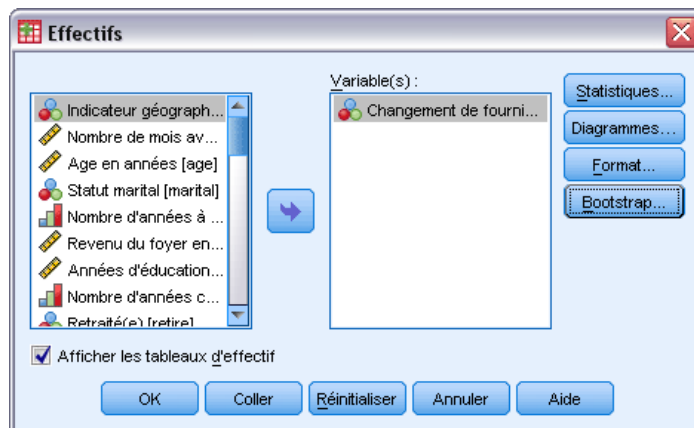 Effectifs
Variable(s) :
Indicateur géograph...
Nombre de mois av...
Age en années [age]
Statut marital [marital]
Nombre d'années à ...
Revenu du foyer en...
Années d'éducation...
Nombre d'années c...
Retraité(e) [retire]
Changement de fourni...
Statistiques...
Diagrammes...
Format...
Bootstrap...
Afficher les tableaux d'effectif
OK Coller Réinitialiser Annuler Aide